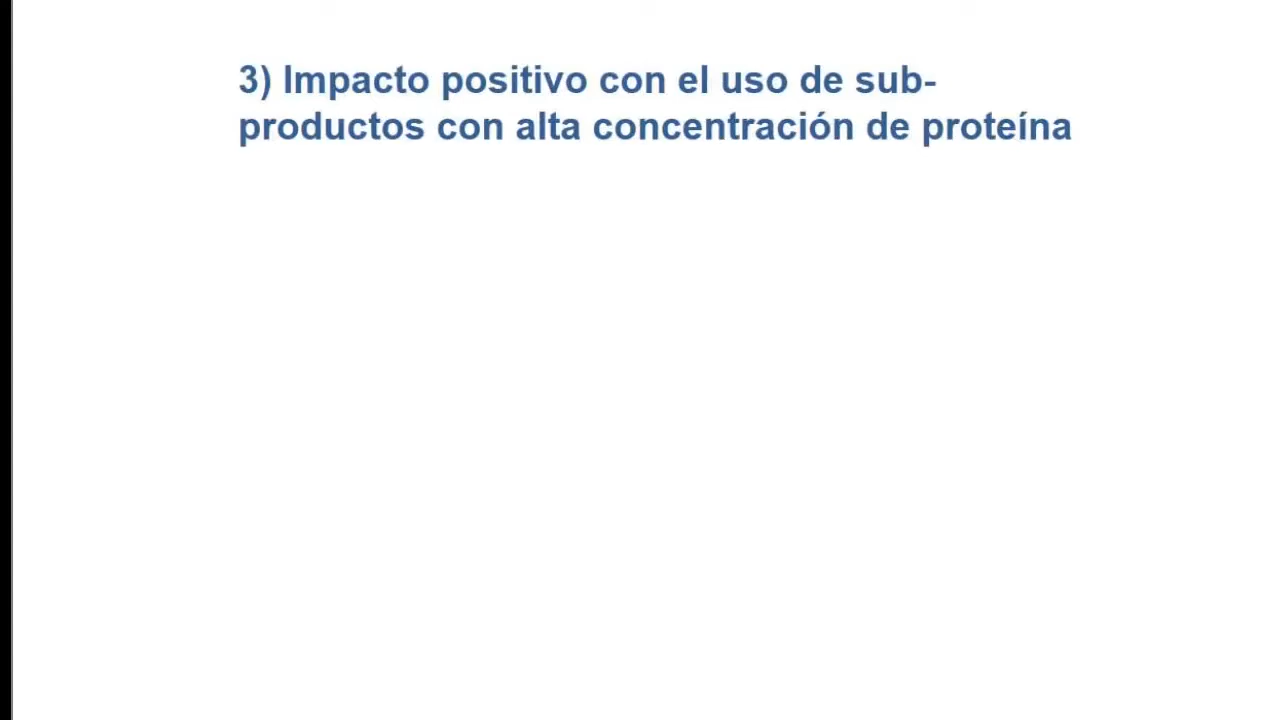 3) Impacto positivo con el uso de sub-
productos con alta concentración de proteína